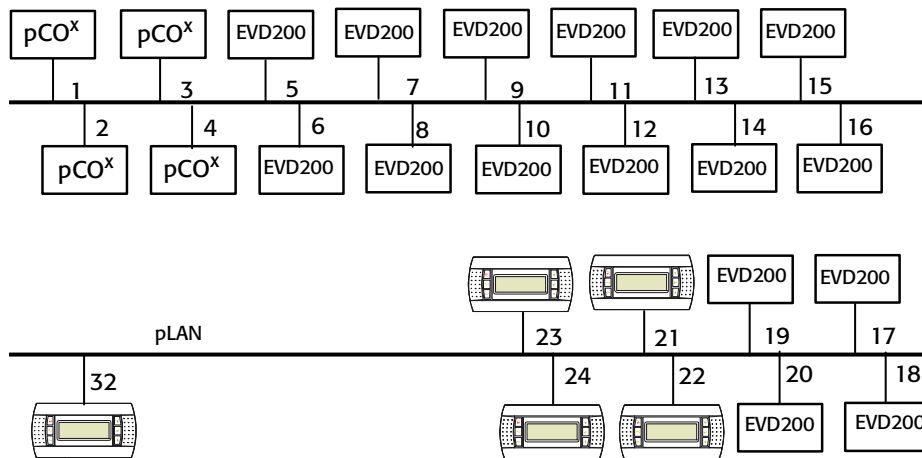 pCOˣ pCOˣ EVD200 EVD200 EVD200 EVD200 EVD200 EVD200
1 3 5 7 9 11 13 15
2 4 6 8 10 12 14 16
pCOˣ pCOˣ EVD200 EVD200 EVD200 EVD200 EVD200 EVD200
EVD200 EVD200
pLAN 23 21 19 17
32 24 22 20 18
EVD200 EVD200